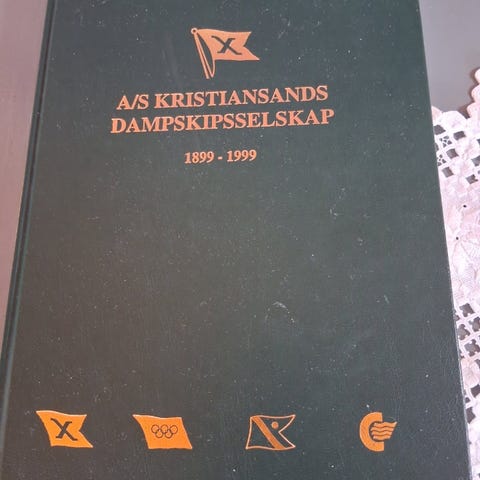 X
A/S KRISTIANSANDS
DAMPSKIPSSELSKAP
1899 - 1999
X